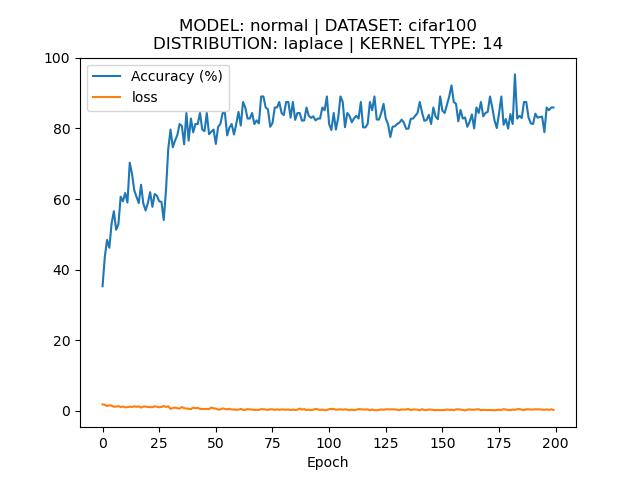 MODEL: normal | DATASET: cifar100
DISTRIBUTION: laplace | KERNEL TYPE: 14
100
Accuracy (%)
loss
80
60
40
20
0
0 25 50 75 100 125 150 175 200
Epoch